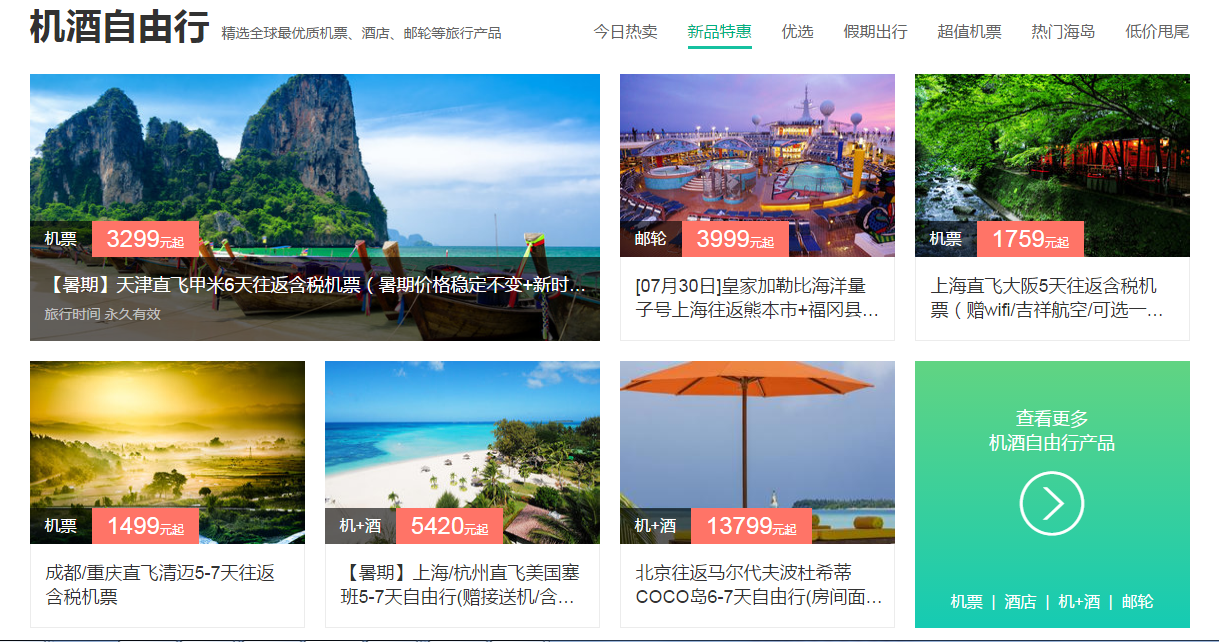 机酒自由行 精选全球最优质机票、酒店、邮轮等旅行产品
今日热卖 新品特惠 优选 假期出行 超值机票 热门海岛 低价甩尾
机票 3299元起
【暑期】天津直飞甲米6天往返含税机票（暑期价格稳定不变+新时...
旅行时间 永久有效
邮轮 3999元起
[07月30日]皇家加勒比海洋量
子号上海往返熊本市+福冈县...
机票 1759元起
上海直飞大阪5天往返含税机
票（赠wifi/吉祥航空/可选一...
机票 1499元起
成都/重庆直飞清迈5-7天往返
含税机票
机+酒 5420元起
【暑期】上海/杭州直飞美国塞
班5-7天自由行(赠接送机/含...
机+酒 13799元起
北京往返马尔代夫波杜希蒂
COCO岛6-7天自由行(房间面...
查看更多
机酒自由行产品
机票 | 酒店 | 机+酒 | 邮轮